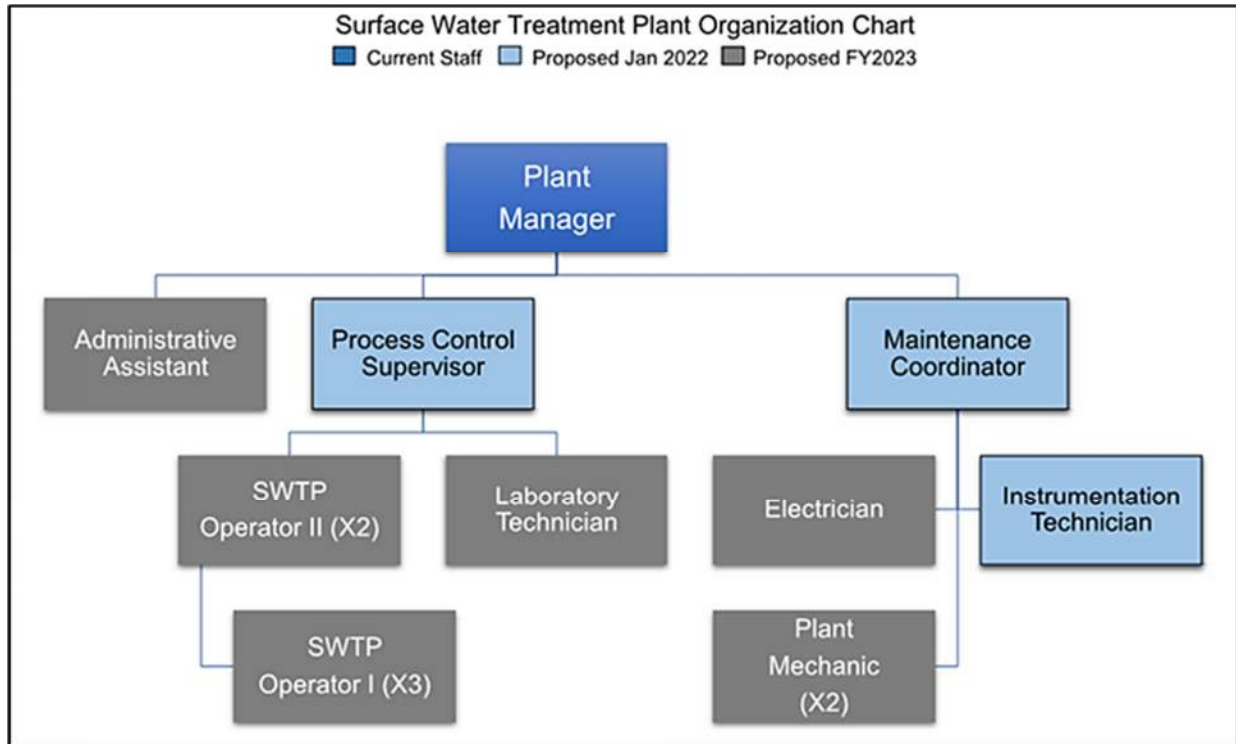 Surface Water Treatment Plant Organization Chart
Current Staff Proposed Jan 2022 Proposed FY2023
Plant
Manager
Administrative
Assistant
Process Control
Supervisor
Maintenance
Coordinator
SWTP
Operator II (X2)
Laboratory
Technician
Electrician
Instrumentation
Technician
SWTP
Operator I (X3)
Plant
Mechanic
(X2)